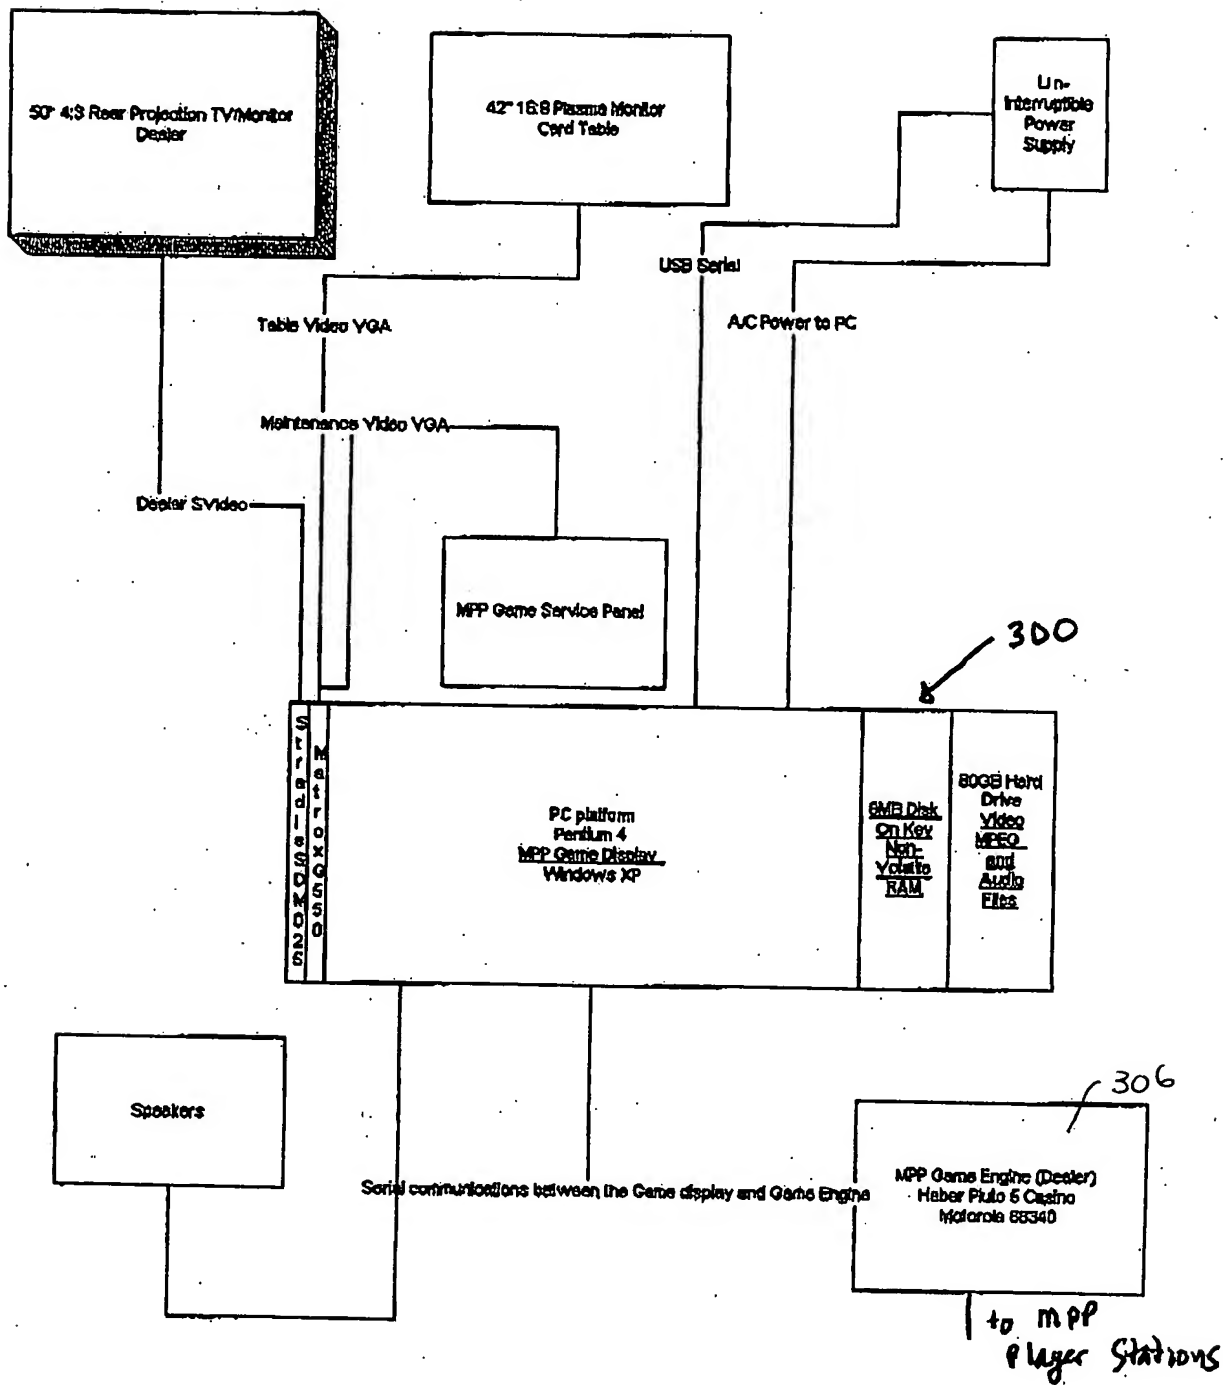 50" 4:3 Rear Projection TV/Monitor
Dealer
42" 16:9 Plasma Monitor
Card Table
Un-
Interruptible
Power
Supply
USB Serial
Table Video VGA
A/C Power to PC
Maintenance Video VGA
Dealer SVideo
MPP Game Service Panel
300
StradisSDM02S
MatroxG550
PC platform
Pentium 4
MPP Game Display
Windows XP
8MB Disk
On Key
Non-
Volatile
RAM
80GB Hard
Drive
Video
MPEG
and
Audio
Files
Speakers
306
Serial communications between the Game display and Game Engine
MPP Game Engine (Dealer)
Heber Pluto 5 Casino
Motorola 68340
to MPP
Player Stations